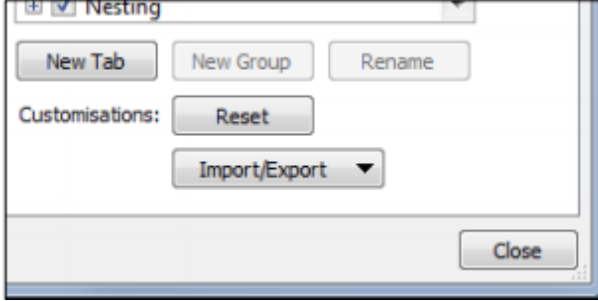 Nesting
New Tab New Group Rename
Customisations: Reset
Import/Export
Close